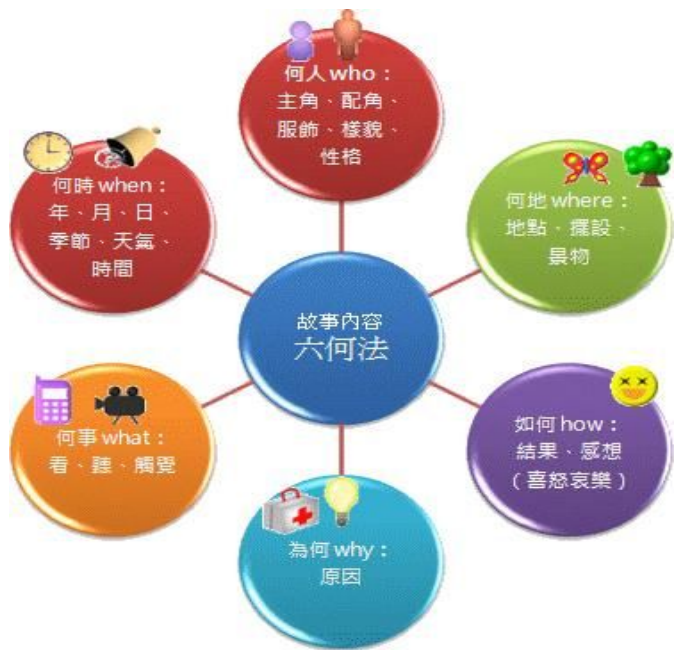 何人 who：
主角、配角、
服飾、樣貌、
性格
何時 when：
年、月、日、
季節、天氣、
時間
何地 where：
地點、擺設、
景物
故事內容
六何法
何事 what：
看、聽、觸覺
如何 how：
結果、感想
（喜怒哀樂）
為何 why：
原因